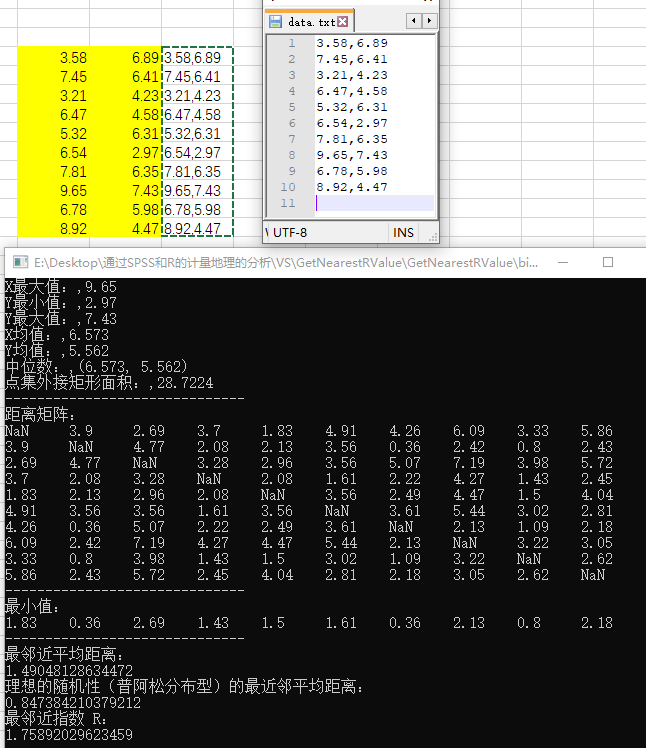 data.txt
3.58 6.89 3.58,6.89
7.45 6.41 7.45,6.41
3.21 4.23 3.21,4.23
6.47 4.58 6.47,4.58
5.32 6.31 5.32,6.31
6.54 2.97 6.54,2.97
7.81 6.35 7.81,6.35
9.65 7.43 9.65,7.43
6.78 5.98 6.78,5.98
8.92 4.47 8.92,4.47
1 3.58,6.89
2 7.45,6.41
3 3.21,4.23
4 6.47,4.58
5 5.32,6.31
6 6.54,2.97
7 7.81,6.35
8 9.65,7.43
9 6.78,5.98
10 8.92,4.47
11
UTF-8 INS
E:\Desktop\通过SPSS和R的计量地理的分析\VS\GetNearestRValue\GetNearestRValue\bi...
X最大值：,9.65
Y最小值：,2.97
Y最大值：,7.43
X均值：,6.573
Y均值：,5.562
中位数：,(6.573, 5.562)
点集外接矩形面积：,28.7224
------------------------------
距离矩阵：
NaN 3.9 2.69 3.7 1.83 4.91 4.26 6.09 3.33 5.86
3.9 NaN 4.77 2.08 2.13 3.56 0.36 2.42 0.8 2.43
2.69 4.77 NaN 3.28 2.96 3.56 5.07 7.19 3.98 5.72
3.7 2.08 3.28 NaN 2.08 1.61 2.22 4.27 1.43 2.45
1.83 2.13 2.96 2.08 NaN 3.56 2.49 4.47 1.5 4.04
4.91 3.56 3.56 1.61 3.56 NaN 3.61 5.44 3.02 2.81
4.26 0.36 5.07 2.22 2.49 3.61 NaN 2.13 1.09 2.18
6.09 2.42 7.19 4.27 4.47 5.44 2.13 NaN 3.22 3.05
3.33 0.8 3.98 1.43 1.5 3.02 1.09 3.22 NaN 2.62
5.86 2.43 5.72 2.45 4.04 2.81 2.18 3.05 2.62 NaN
------------------------------
最小值：
1.83 0.36 2.69 1.43 1.5 1.61 0.36 2.13 0.8 2.18
------------------------------
最邻近平均距离：
1.49048128634472
理想的随机性（普阿松分布型）的最近邻平均距离：
0.847384210379212
最邻近指数 R：
1.75892029623459